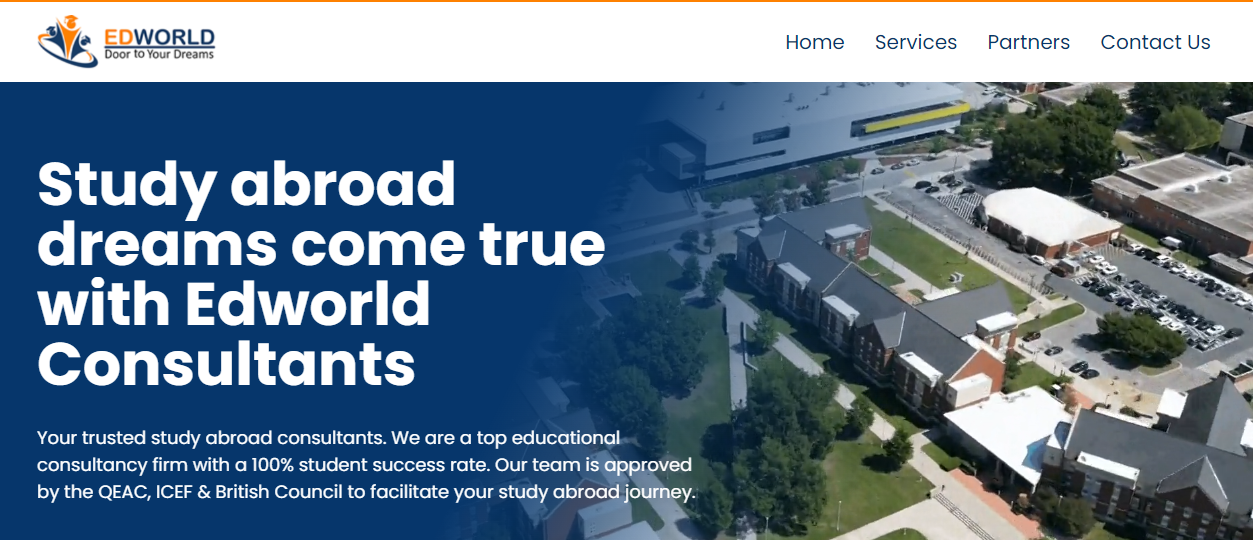 EDWORLD
Door to Your Dreams
Home Services Partners Contact Us
Study abroad
dreams come true
with Edworld
Consultants
Your trusted study abroad consultants. We are a top educational
consultancy firm with a 100% student success rate. Our team is approved
by the QEAC, ICEF & British Council to facilitate your study abroad journey.